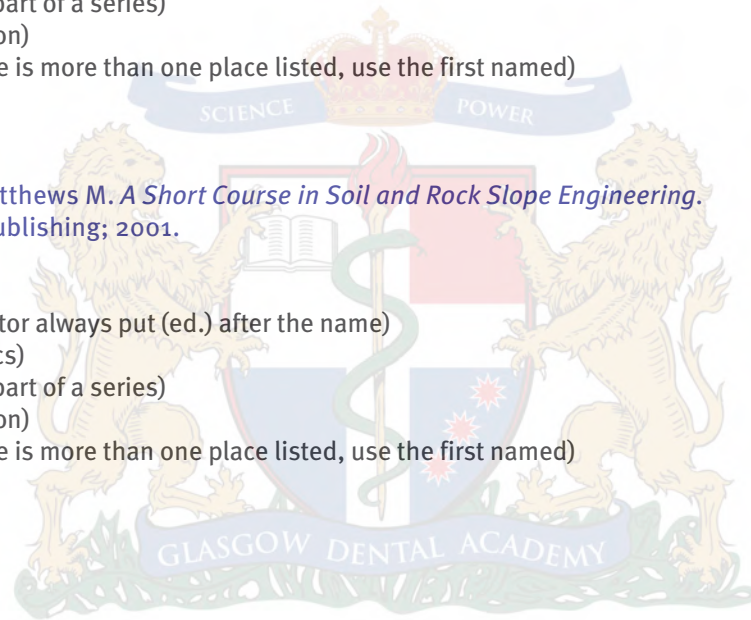 part of a series)
on)
e is more than one place listed, use the first named)
SCIENCE POWER
tthews M. A Short Course in Soil and Rock Slope Engineering.
ublishing; 2001.
tor always put (ed.) after the name)
cs)
part of a series)
on)
e is more than one place listed, use the first named)
GLASGOW DENTAL ACADEMY